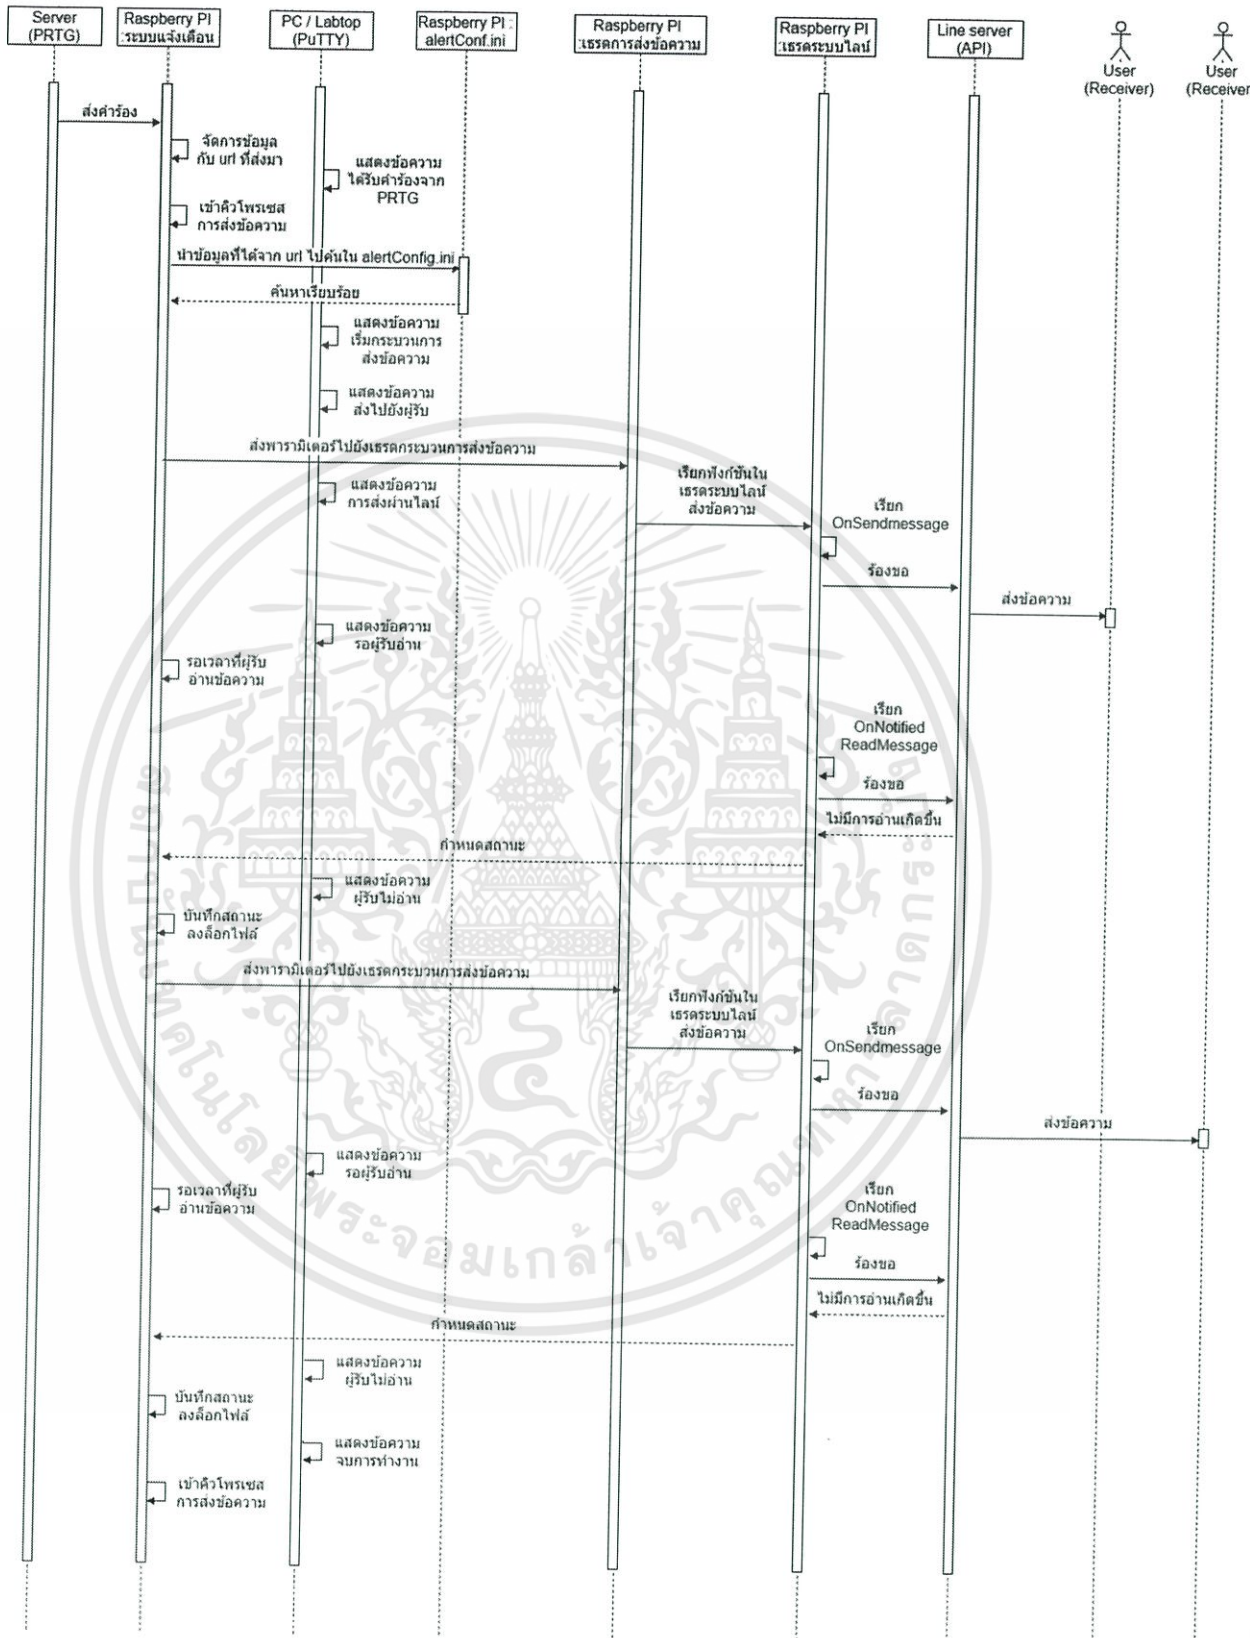 Server
(PRTG)
Raspberry PI
:ระบบแจ้งเตือน
PC / Labtop
(PuTTY)
Raspberry PI :
alertConf.ini
Raspberry PI
:เธรดการส่งข้อความ
Raspberry PI
:เธรดระบบไลน์
Line server
(API)
User
(Receiver)
User
(Receiver
ส่งคำร้อง
จัดการข้อมูล
กับ url ที่ส่งมา
แสดงข้อความ
ได้รับคำร้องจาก
PRTG
เข้าคิวโพรเซส
การส่งข้อความ
นำข้อมูลที่ได้จาก url ไปค้นใน alertConfig.ini
ค้นหาเรียบร้อย
แสดงข้อความ
เริ่มกระบวนการ
ส่งข้อความ
แสดงข้อความ
ส่งไปยังผู้รับ
ส่งพารามิเตอร์ไปยังเธรดกระบวนการส่งข้อความ
แสดงข้อความ
การส่งผ่านไลน์
เรียกฟังก์ชันใน
เธรดระบบไลน์
ส่งข้อความ
เรียก
OnSendmessage
ร้องขอ
ส่งข้อความ
แสดงข้อความ
รอผู้รับอ่าน
รอเวลาที่ผู้รับ
อ่านข้อความ
เรียก
OnNotified
ReadMessage
ร้องขอ
ไม่มีการอ่านเกิดขึ้น
กำหนดสถานะ
แสดงข้อความ
ผู้รับไม่อ่าน
บันทึกสถานะ
ลงล็อกไฟล์
ส่งพารามิเตอร์ไปยังเธรดกระบวนการส่งข้อความ
เรียกฟังก์ชันใน
เธรดระบบไลน์
ส่งข้อความ
เรียก
OnSendmessage
ร้องขอ
ส่งข้อความ
แสดงข้อความ
รอผู้รับอ่าน
รอเวลาที่ผู้รับ
อ่านข้อความ
เรียก
OnNotified
ReadMessage
ร้องขอ
ไม่มีการอ่านเกิดขึ้น
กำหนดสถานะ
แสดงข้อความ
ผู้รับไม่อ่าน
บันทึกสถานะ
ลงล็อกไฟล์
แสดงข้อความ
จบการทำงาน
เข้าคิวโพรเซส
การส่งข้อความ